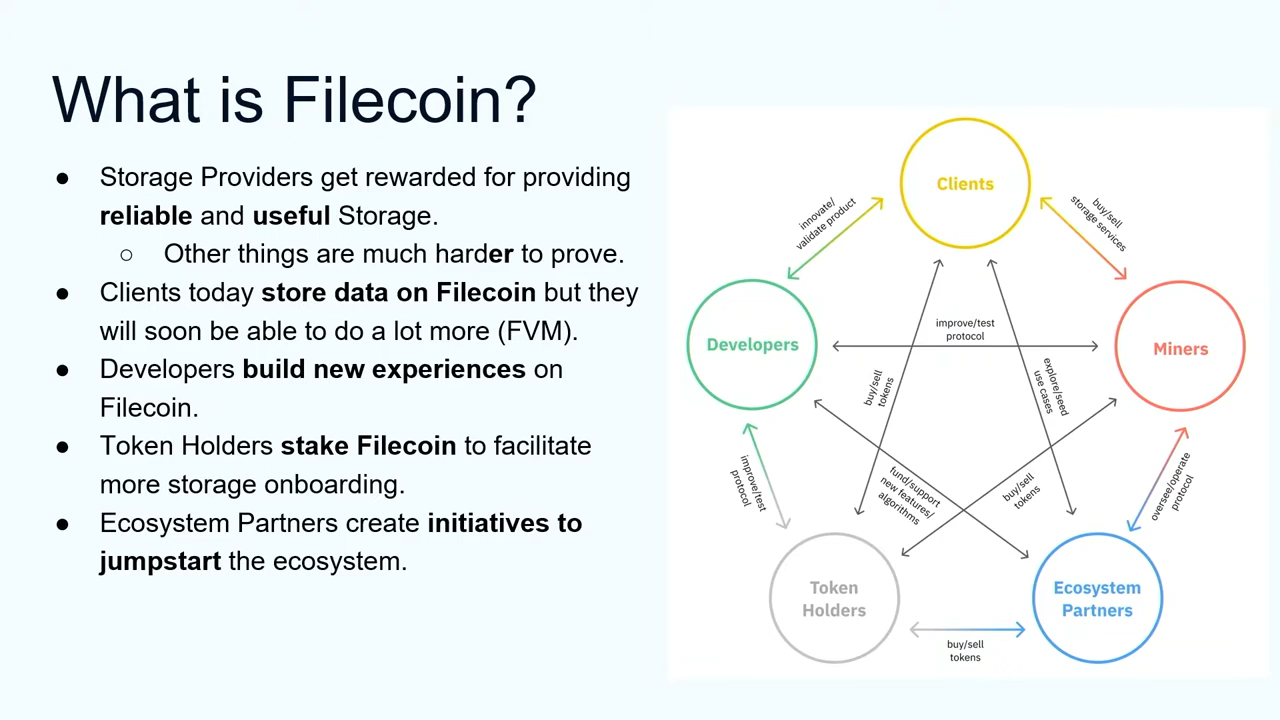 What is Filecoin?
● Storage Providers get rewarded for providing
reliable and useful Storage.
○ Other things are much harder to prove.
● Clients today store data on Filecoin but they
will soon be able to do a lot more (FVM).
● Developers build new experiences on
Filecoin.
● Token Holders stake Filecoin to facilitate
more storage onboarding.
● Ecosystem Partners create initiatives to
jumpstart the ecosystem.
Clients
innovate/
validate product
buy/sell
storage services
Developers
improve/test
protocol
Miners
buy/sell
tokens
explore/seed
use cases
improve/test
protocol
fund/support
new features/
algorithms
buy/sell
tokens
oversee/operate
protocol
Token
Holders
Ecosystem
Partners
buy/sell
tokens